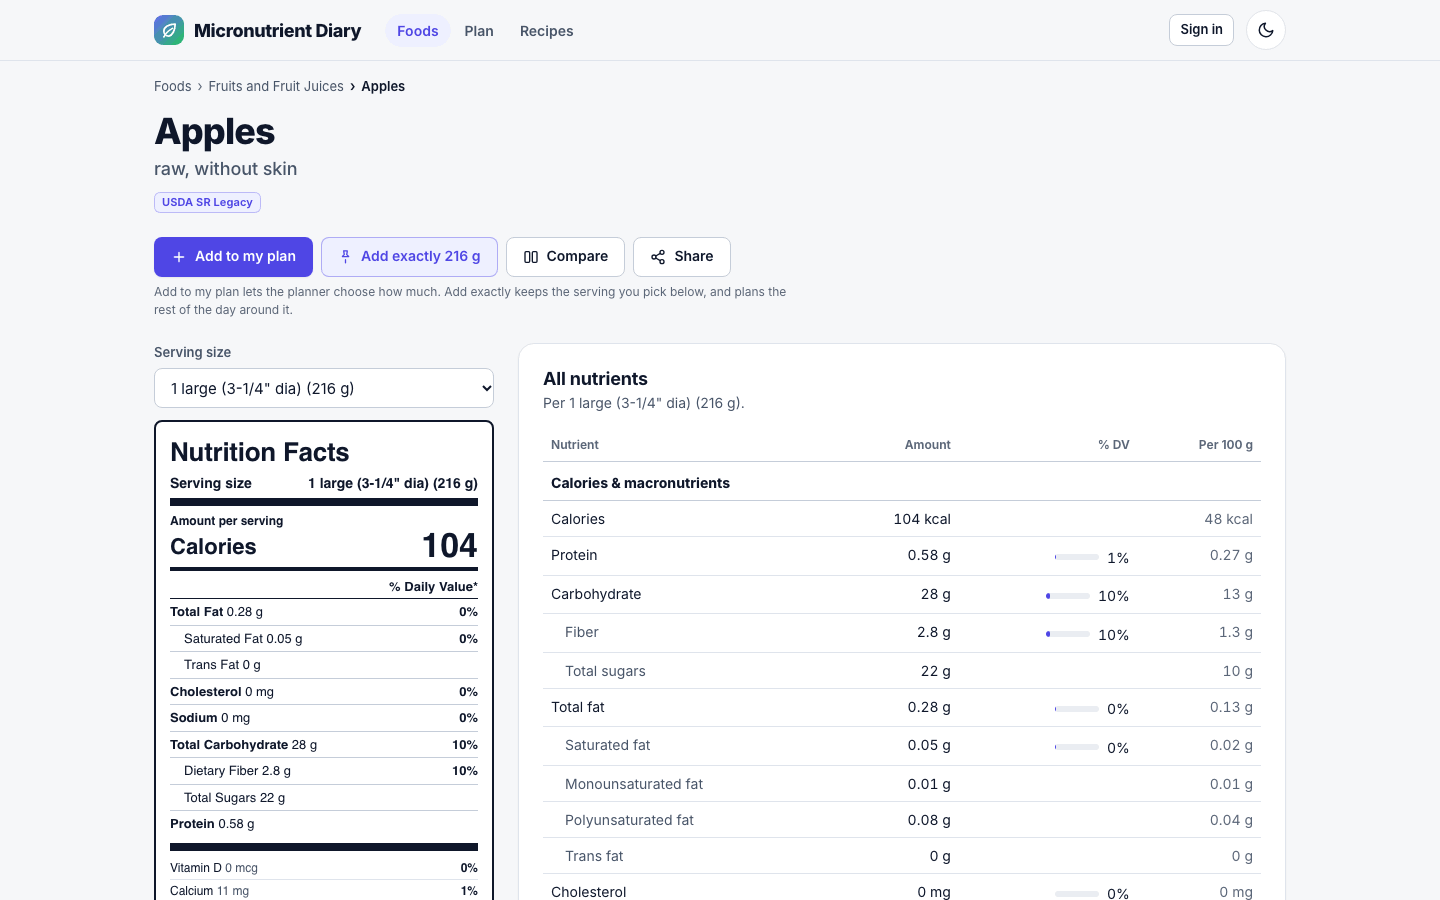 Micronutrient Diary
Foods
Plan
Recipes
Sign in
Foods › Fruits and Fruit Juices › Apples
Apples
raw, without skin
USDA SR Legacy
Add to my plan
Add exactly 216 g
Compare
Share
Add to my plan lets the planner choose how much. Add exactly keeps the serving you pick below, and plans the
rest of the day around it.
Serving size
1 large (3-1/4" dia) (216 g)
Nutrition Facts
Serving size 1 large (3-1/4" dia) (216 g)
Amount per serving
Calories 104
% Daily Value*
Total Fat 0.28 g 0%
Saturated Fat 0.05 g 0%
Trans Fat 0 g
Cholesterol 0 mg 0%
Sodium 0 mg 0%
Total Carbohydrate 28 g 10%
Dietary Fiber 2.8 g 10%
Total Sugars 22 g
Protein 0.58 g
Vitamin D 0 mcg 0%
Calcium 11 mg 1%
All nutrients
Per 1 large (3-1/4" dia) (216 g).
Nutrient Amount % DV Per 100 g
Calories & macronutrients
Calories 104 kcal 48 kcal
Protein 0.58 g 1% 0.27 g
Carbohydrate 28 g 10% 13 g
Fiber 2.8 g 10% 1.3 g
Total sugars 22 g 10 g
Total fat 0.28 g 0% 0.13 g
Saturated fat 0.05 g 0% 0.02 g
Monounsaturated fat 0.01 g 0.01 g
Polyunsaturated fat 0.08 g 0.04 g
Trans fat 0 g 0 g
Cholesterol 0 mg 0% 0 mg